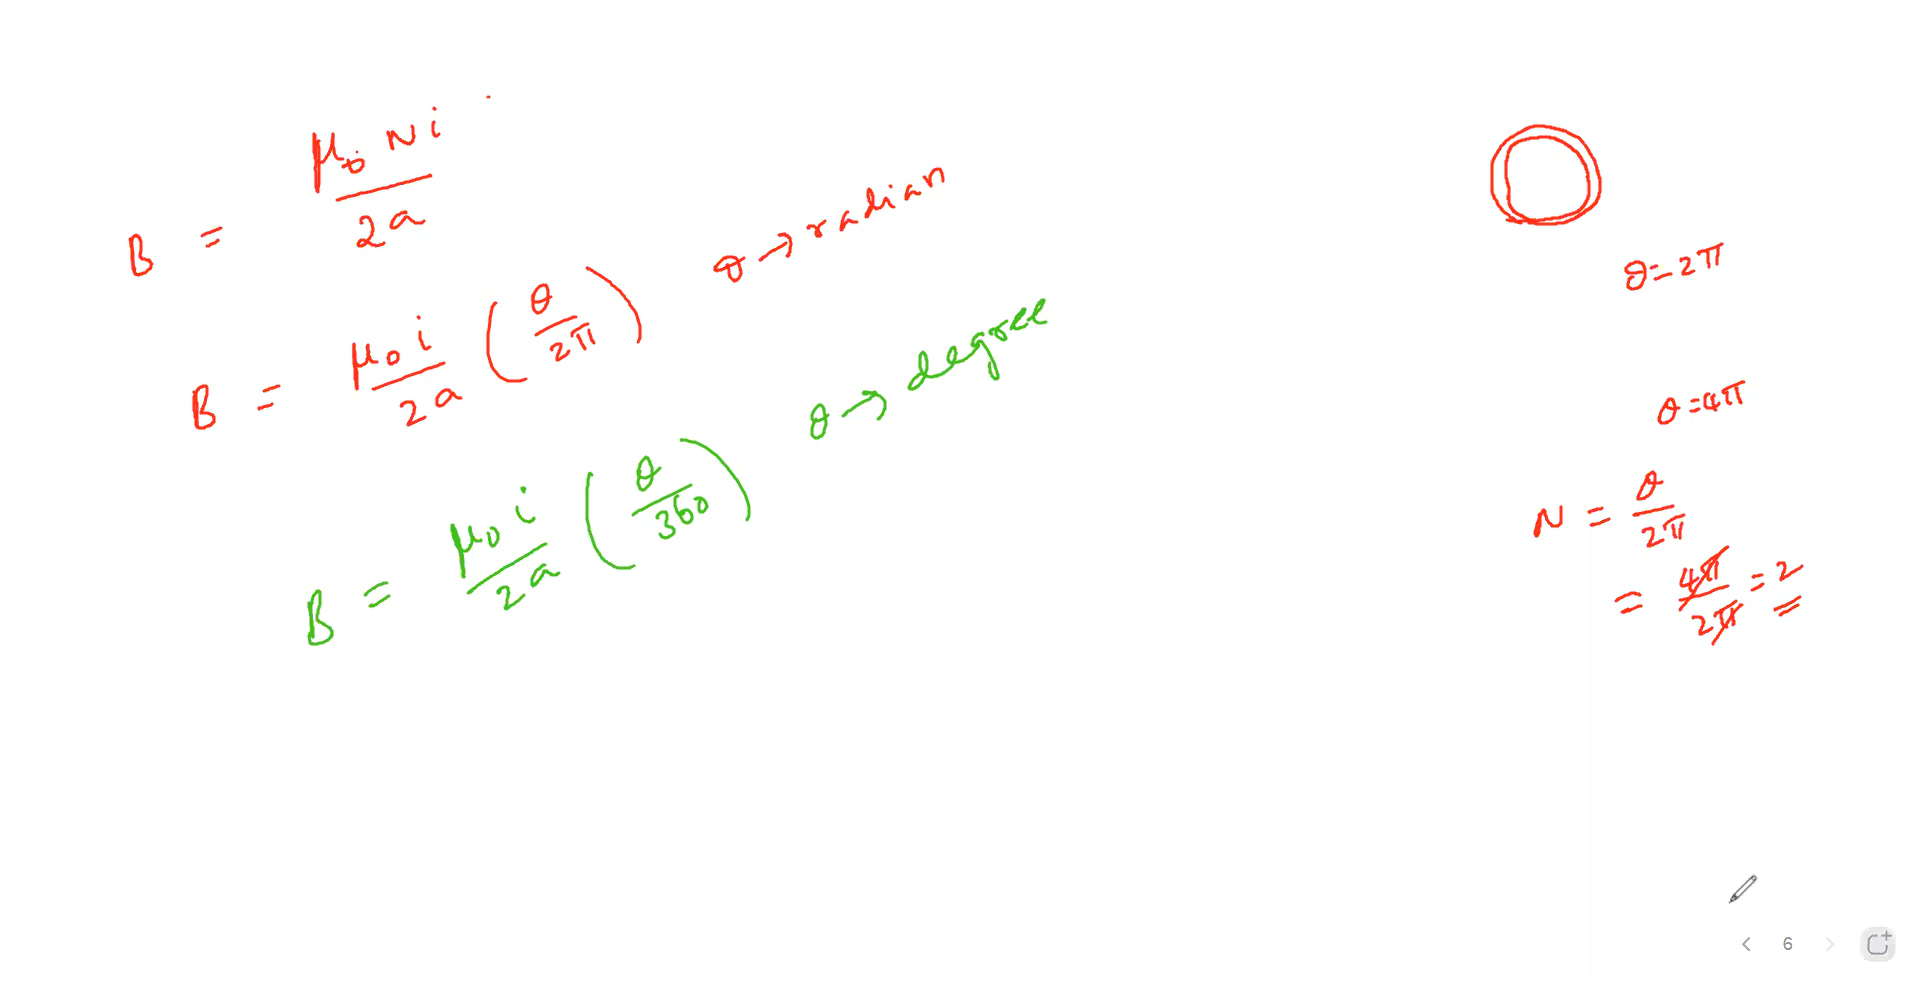 B = μ₀Ni/2a
B = μ₀i/2a (θ/2π) θ → radian
B = μ₀i/2a (θ/360) θ → degree
θ = 2π
θ = 4π
N = θ/2π
= 4π/2π = 2
6